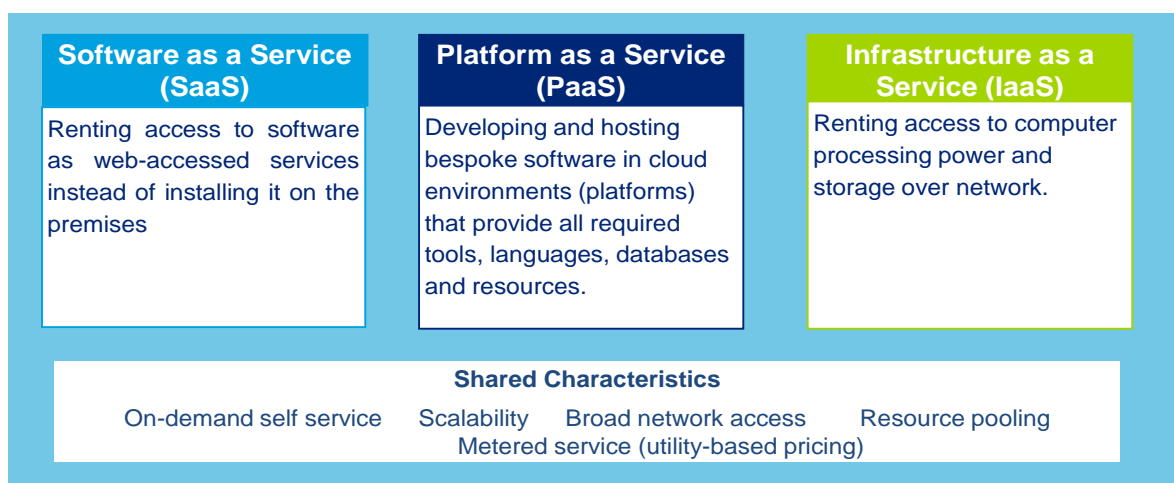 Software as a Service
(SaaS)
Renting access to software
as web-accessed services
instead of installing it on the
premises
Platform as a Service
(PaaS)
Developing and hosting
bespoke software in cloud
environments (platforms)
that provide all required
tools, languages, databases
and resources.
Infrastructure as a
Service (IaaS)
Renting access to computer
processing power and
storage over network.
Shared Characteristics
On-demand self service Scalability Broad network access Resource pooling
Metered service (utility-based pricing)